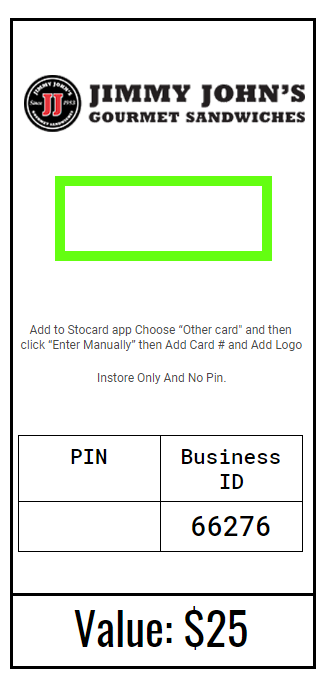 JIMMY JOHN'S
Since JJ 1983
JIMMY JOHN'S
GOURMET SANDWICHES
GOURMET SANDWICHES
Add to Stocard app Choose “Other card" and then
click “Enter Manually” then Add Card # and Add Logo
Instore Only And No Pin.
PIN
Business
ID
66276
Value: $25